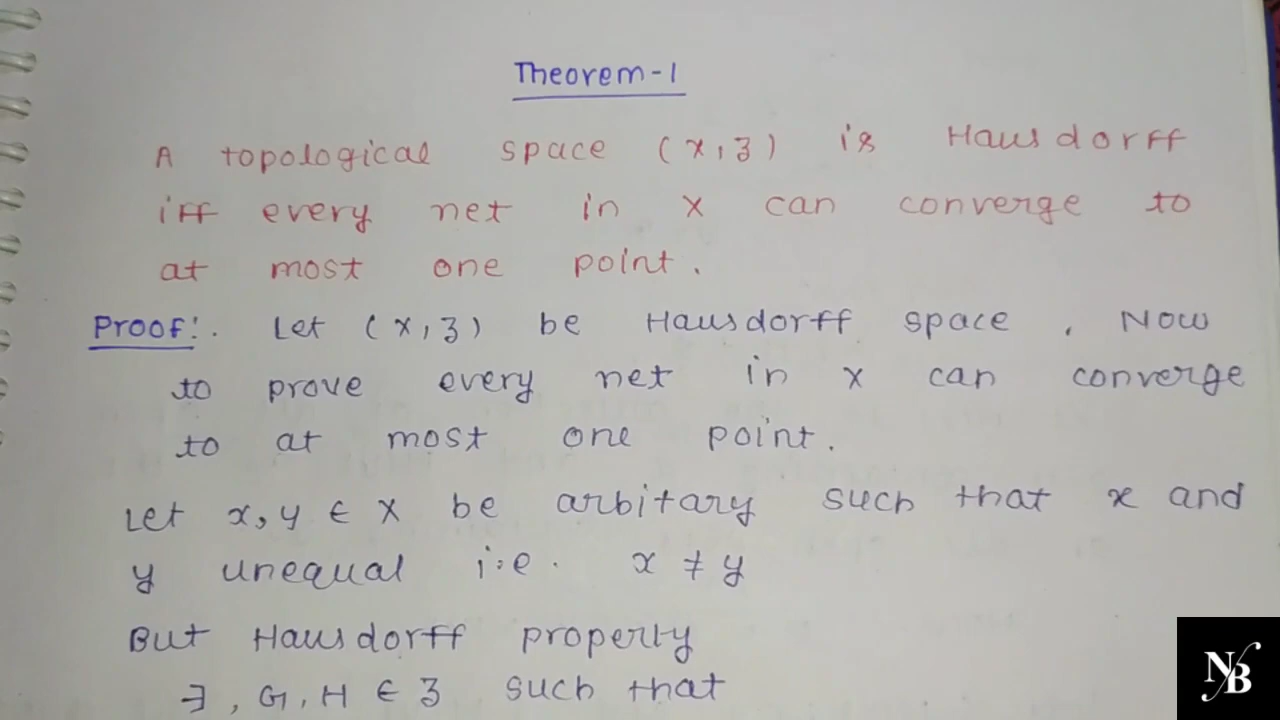 Theorem-1
A topological space (X,ℨ) is Hausdorff
iff every net in X can converge to
at most one point.
Proof:. Let (X,ℨ) be Hausdorff space. Now
to prove every net in X can converge
to at most one point.
Let x,y ∈ X be arbitary such that x and
y unequal i.e. x ≠ y
But Hausdorff property
∃, G,H ∈ ℨ such that
NB